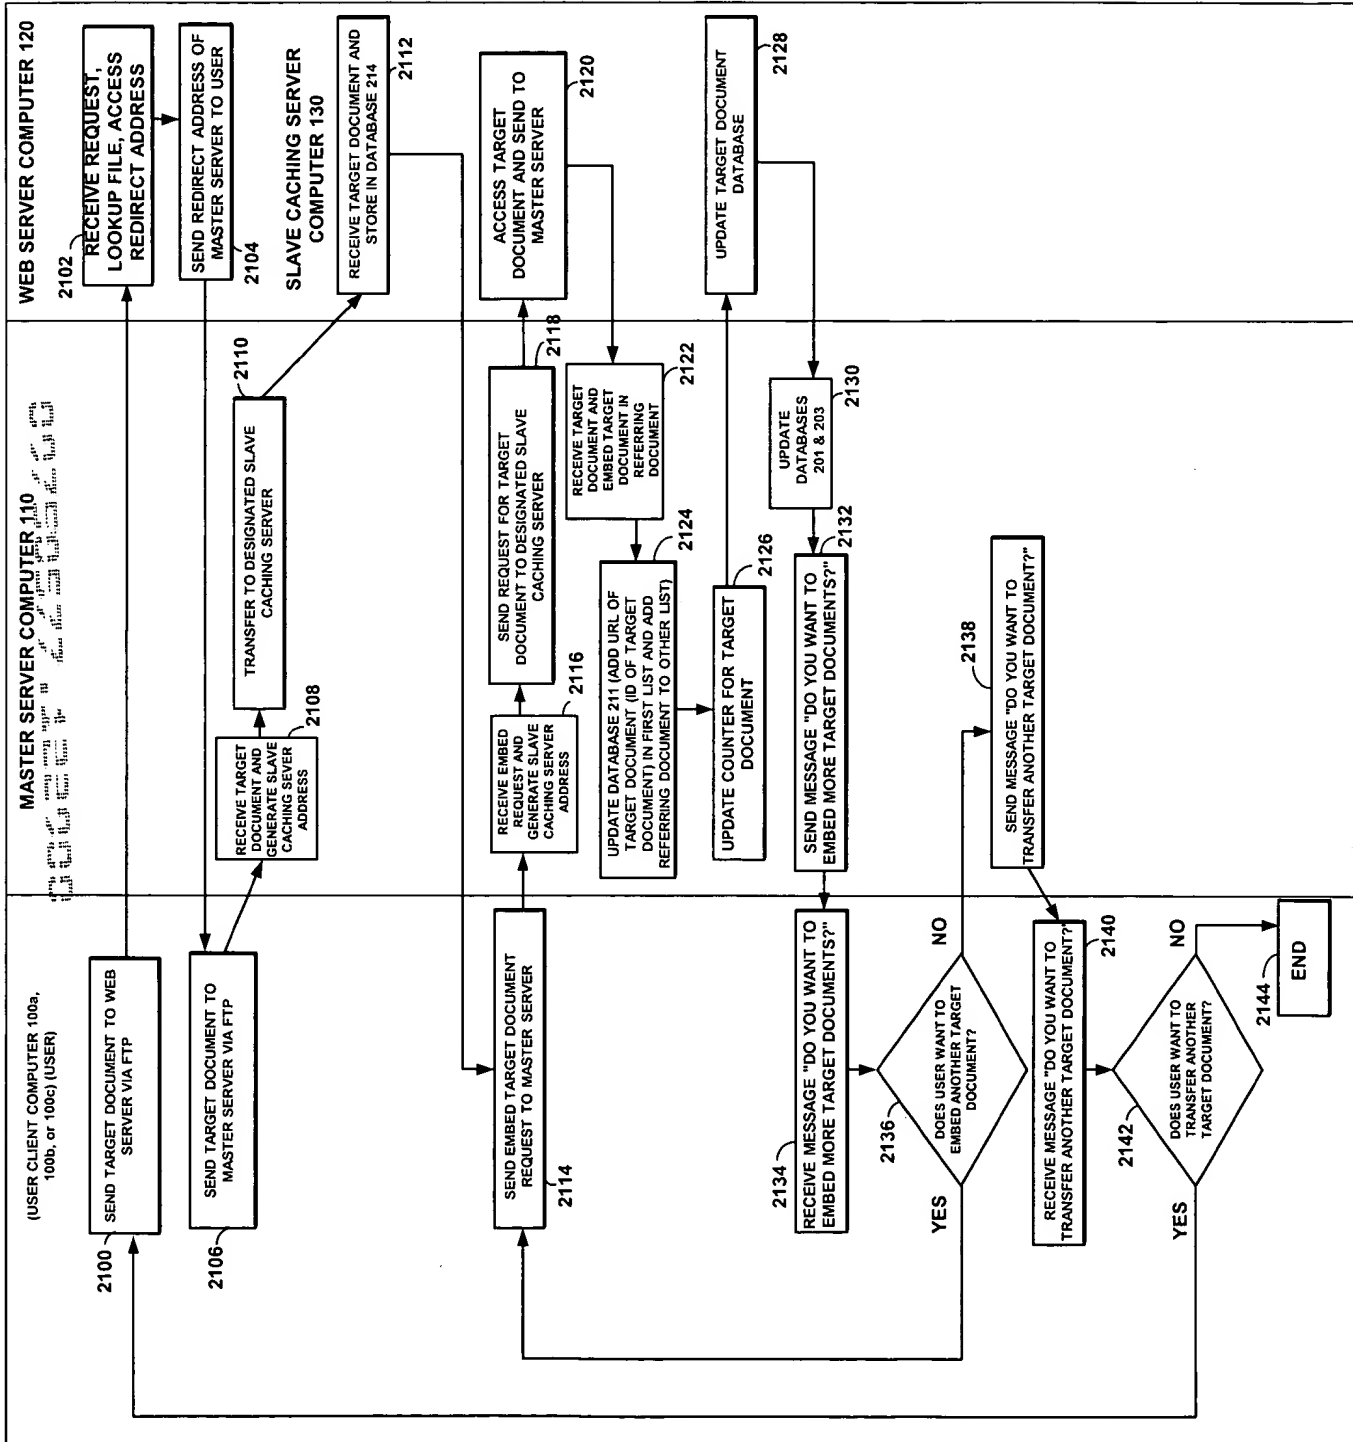 WEB SERVER COMPUTER 120
MASTER SERVER COMPUTER 110
(USER CLIENT COMPUTER 100a,
100b, or 100c) (USER)
SEND TARGET DOCUMENT TO WEB
SERVER VIA FTP
2100
RECEIVE REQUEST,
LOOKUP FILE, ACCESS
REDIRECT ADDRESS
2102
SEND REDIRECT ADDRESS OF
MASTER SERVER TO USER
2104
SEND TARGET DOCUMENT TO
MASTER SERVER VIA FTP
2106
RECEIVE TARGET
DOCUMENT AND
GENERATE SLAVE
CACHING SEVER
ADDRESS
2108
TRANSFER TO DESIGNATED SLAVE
CACHING SERVER
2110
SLAVE CACHING SERVER
COMPUTER 130
RECEIVE TARGET DOCUMENT AND
STORE IN DATABASE 214
2112
SEND EMBED TARGET DOCUMENT
REQUEST TO MASTER SERVER
2114
RECEIVE EMBED
REQUEST AND
GENERATE SLAVE
CACHING SERVER
ADDRESS
2116
SEND REQUEST FOR TARGET
DOCUMENT TO DESIGNATED SLAVE
CACHING SERVER
2118
ACCESS TARGET
DOCUMENT AND SEND TO
MASTER SERVER
2120
RECEIVE TARGET
DOCUMENT AND
EMBED TARGET
DOCUMENT IN
REFERRING
DOCUMENT
2122
UPDATE DATABASE 211 (ADD URL OF
TARGET DOCUMENT (ID OF TARGET
DOCUMENT) IN FIRST LIST AND ADD
REFERRING DOCUMENT TO OTHER LIST)
2124
UPDATE COUNTER FOR TARGET
DOCUMENT
2126
UPDATE TARGET DOCUMENT
DATABASE
2128
UPDATE
DATABASES
201 & 203
2130
SEND MESSAGE "DO YOU WANT TO
EMBED MORE TARGET DOCUMENTS?"
2132
RECEIVE MESSAGE "DO YOU WANT TO
EMBED MORE TARGET DOCUMENTS?"
2134
DOES USER WANT TO
EMBED ANOTHER TARGET
DOCUMENT?
2136
YES
NO
SEND MESSAGE "DO YOU WANT TO
TRANSFER ANOTHER TARGET DOCUMENT?"
2138
RECEIVE MESSAGE "DO YOU WANT TO
TRANSFER ANOTHER TARGET DOCUMENT?"
2140
DOES USER WANT TO
TRANSFER ANOTHER
TARGET DOCUMENT?
2142
YES
NO
END
2144